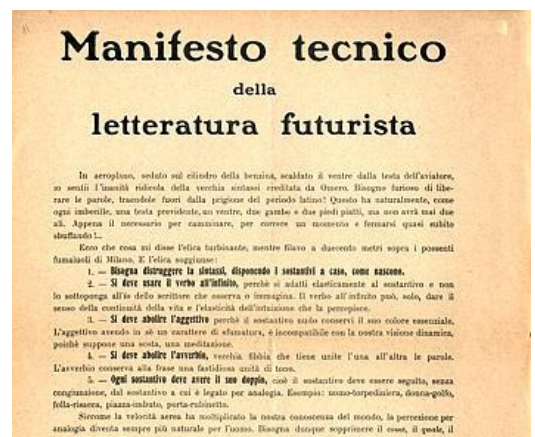 Manifesto tecnico
della
letteratura futurista
In aeroplano, seduto sul cilindro della benzina, scaldato il ventre dalla testa dell'aviatore,
io sentii l'inanità ridicola della vecchia sintassi ereditata da Omero. Bisogno furioso di libe-
rare le parole, traendole fuori dalla prigione del periodo latino! Questo ha naturalmente, come
ogni imbecille, una testa previdente, un ventre, due gambe e due piedi piatti, ma non avrà mai due
ali. Appena il necessario per camminare, per correre un momento e fermarsi quasi subito
sbuffando!...
Ecco che cosa mi disse l'elica turbinante, mentre filavo a duecento metri sopra i possenti
fumaiuoli di Milano. E l'elica soggiunse:
1. — Bisogna distruggere la sintassi, disponendo i sostantivi a caso, come nascono.
2. — Si deve usare il verbo all'infinito, perchè si adatti elasticamente al sostantivo e non
lo sottoponga all'io dello scrittore che osserva o immagina. Il verbo all'infinito può, solo, dare il
senso della continuità della vita e l'elasticità dell'intuizione che la percepisce.
3. — Si deve abolire l'aggettivo perchè il sostantivo nudo conservi il suo colore essenziale.
L'aggettivo avendo in sè un carattere di sfumatura, è incompatibile con la nostra visione dinamica,
poichè suppone una sosta, una meditazione.
4. — Si deve abolire l'avverbio, vecchia fibbia che tiene unite l'una all'altra le parole.
L'avverbio conserva alla frase una fastidiosa unità di tono.
5. — Ogni sostantivo deve avere il suo doppio, cioè il sostantivo deve essere seguito, senza
congiunzione, dal sostantivo a cui è legato per analogia. Esempio: uomo-torpediniera, donna-golfo,
folla-risacca, piazza-imbuto, porta-rubinetto.
Siccome la velocità aerea ha moltiplicato la nostra conoscenza del mondo, la percezione per
analogia diventa sempre più naturale per l'uomo. Bisogna dunque sopprimere il come, il quale, il